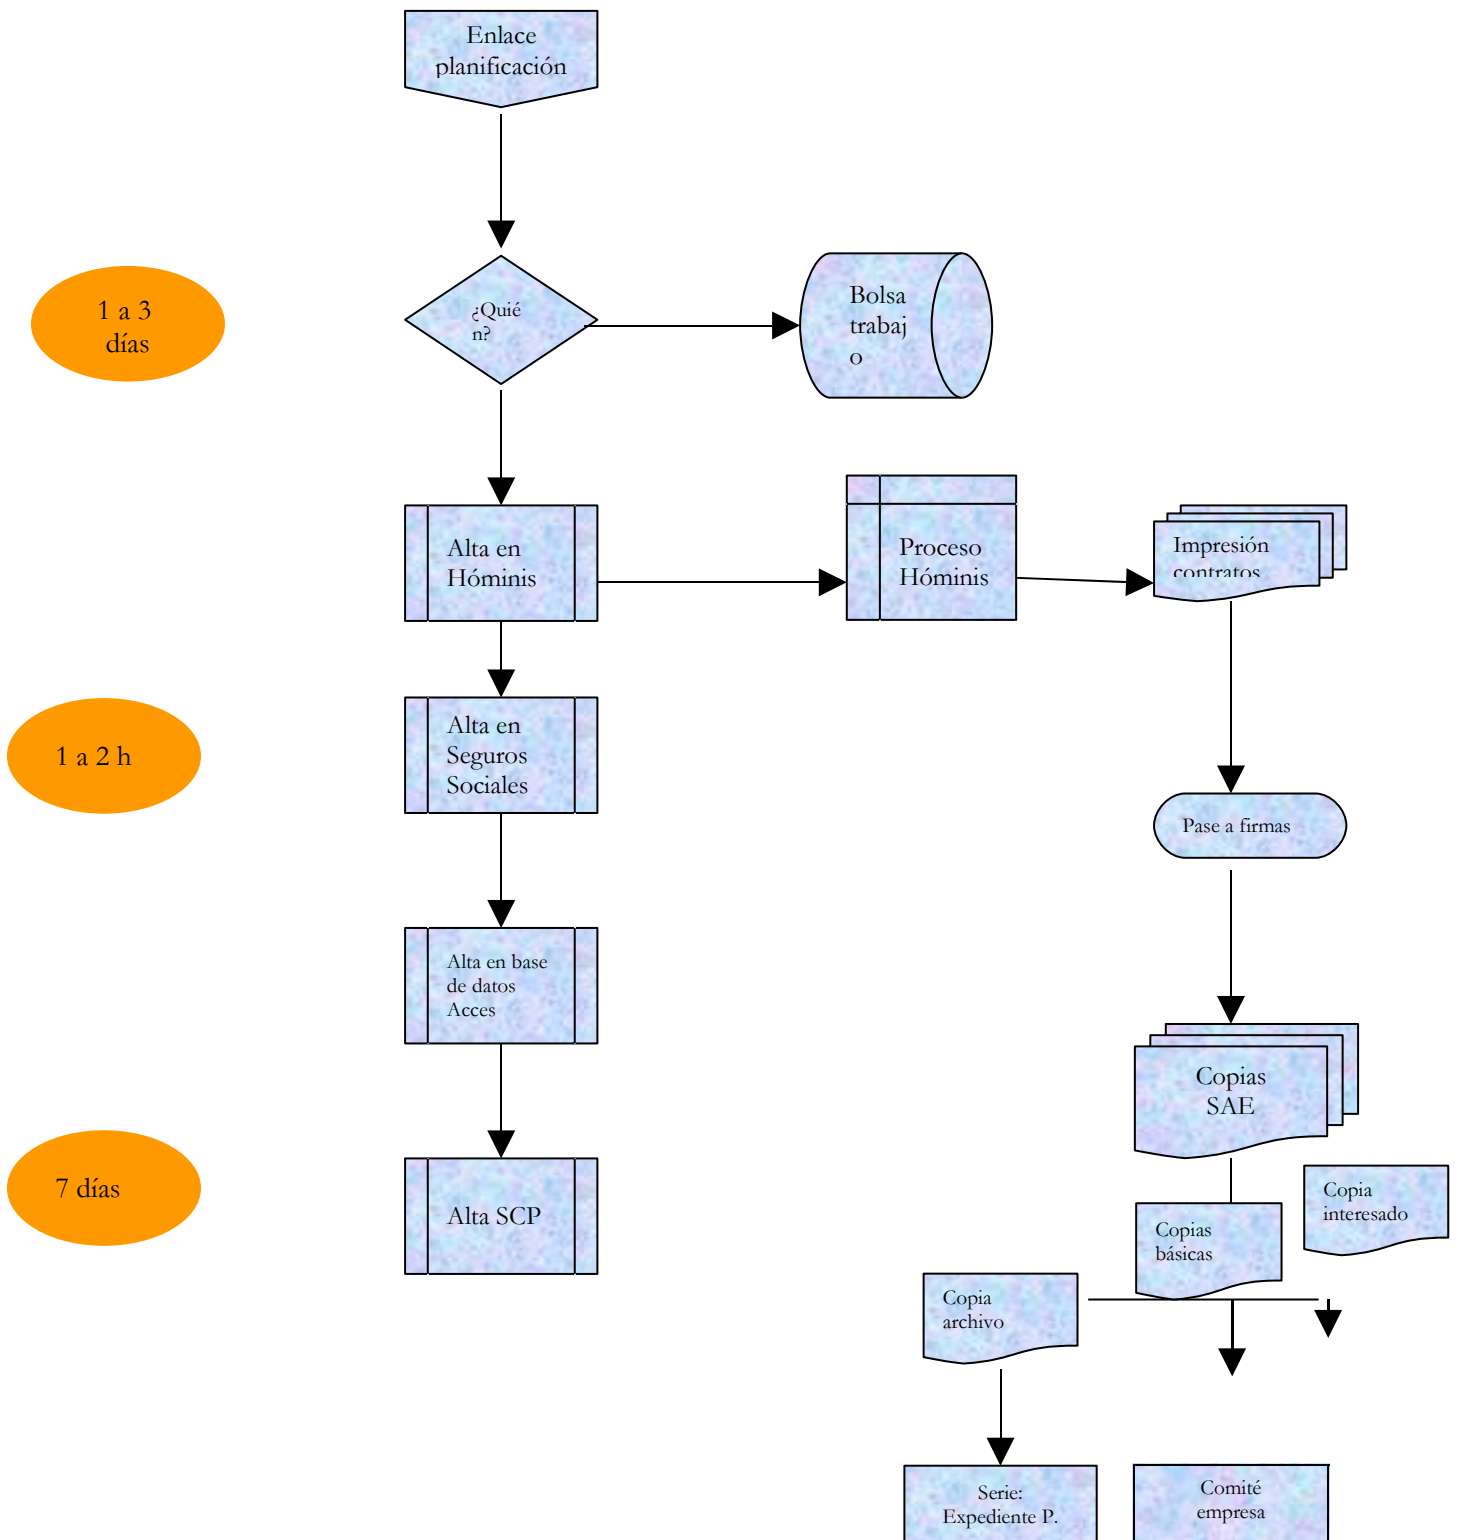 Enlace
planificación
1 a 3
días
¿Quié
n?
Bolsa
trabaj
o
Alta en
Hóminis
Proceso
Hóminis
Impresión
contratos
1 a 2 h
Alta en
Seguros
Sociales
Pase a firmas
Alta en base
de datos
Acces
Copias
SAE
7 días
Alta SCP
Copia
interesado
Copias
básicas
Copia
archivo
Serie:
Expediente P.
Comité
empresa